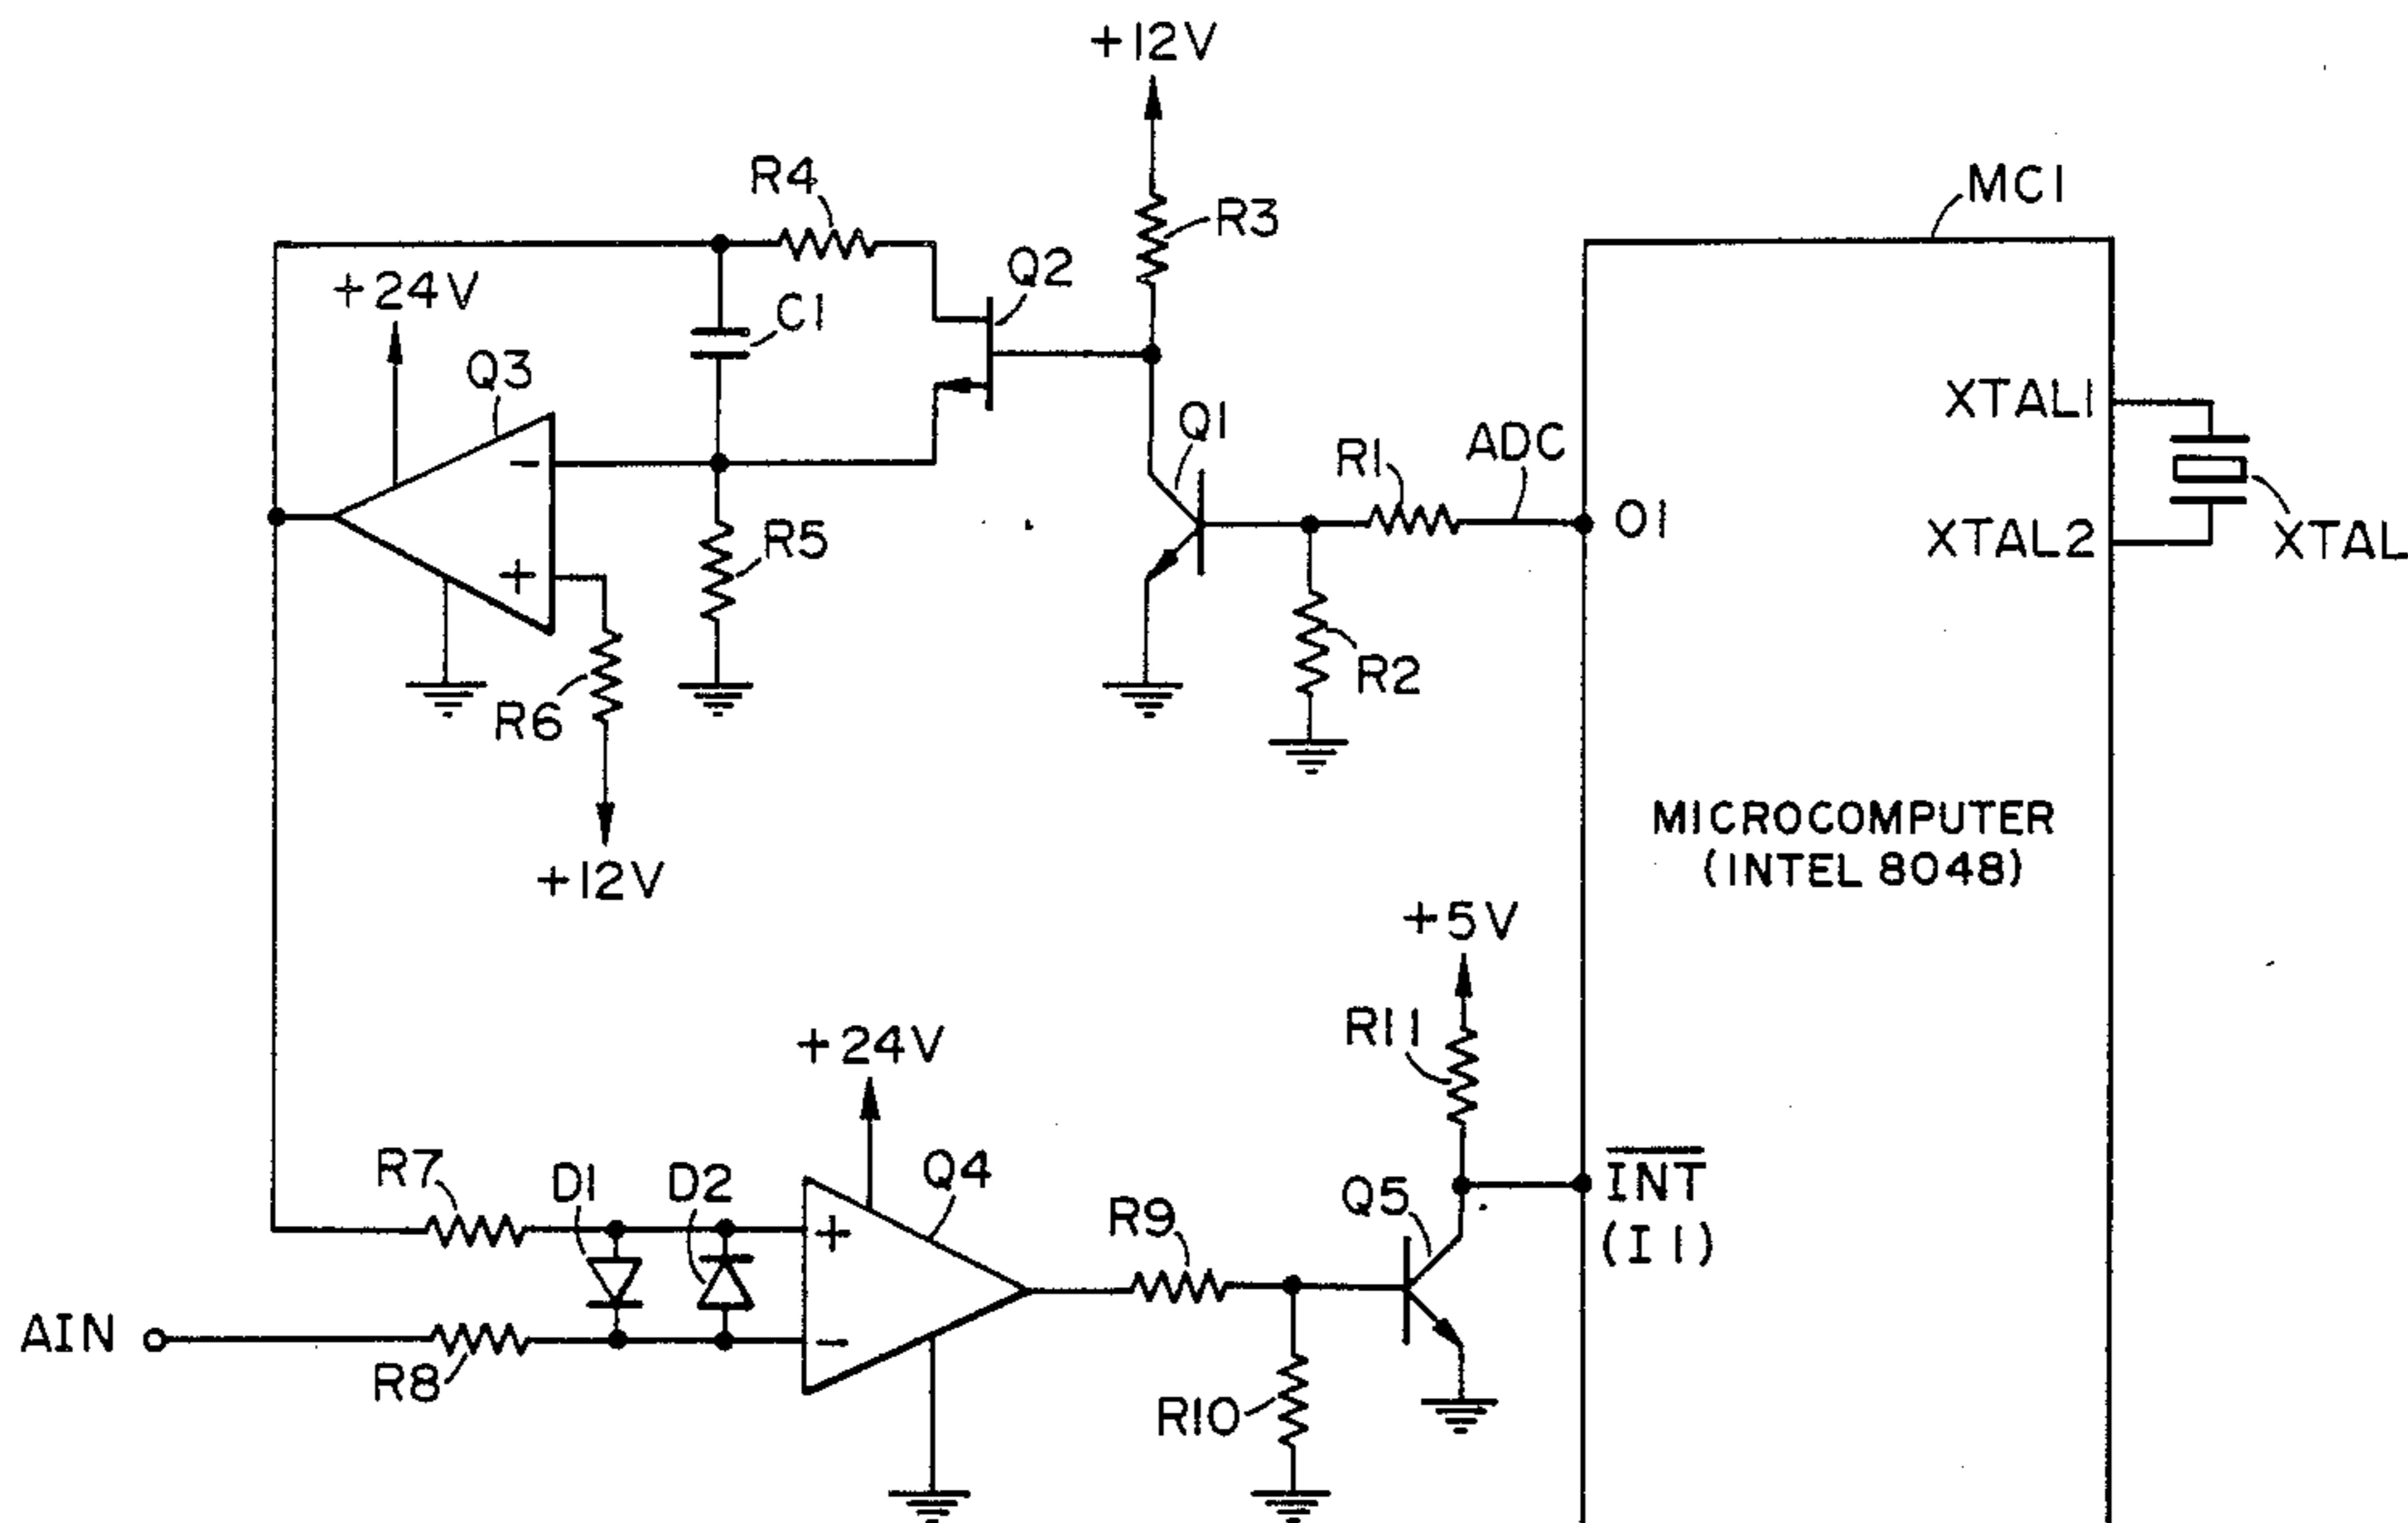 +12V
MC1
R4
R3
Q2
+24V
C1
Q3
XTAL1
Q1
ADC
R1
O1
R5
XTAL2
XTAL
R2
R6
MICROCOMPUTER
(INTEL 8048)
+12V
+5V
R11
+24V
INT
(I1)
R7
D1
D2
Q4
R9
Q5
AIN
R8
R10
-
+
+
-